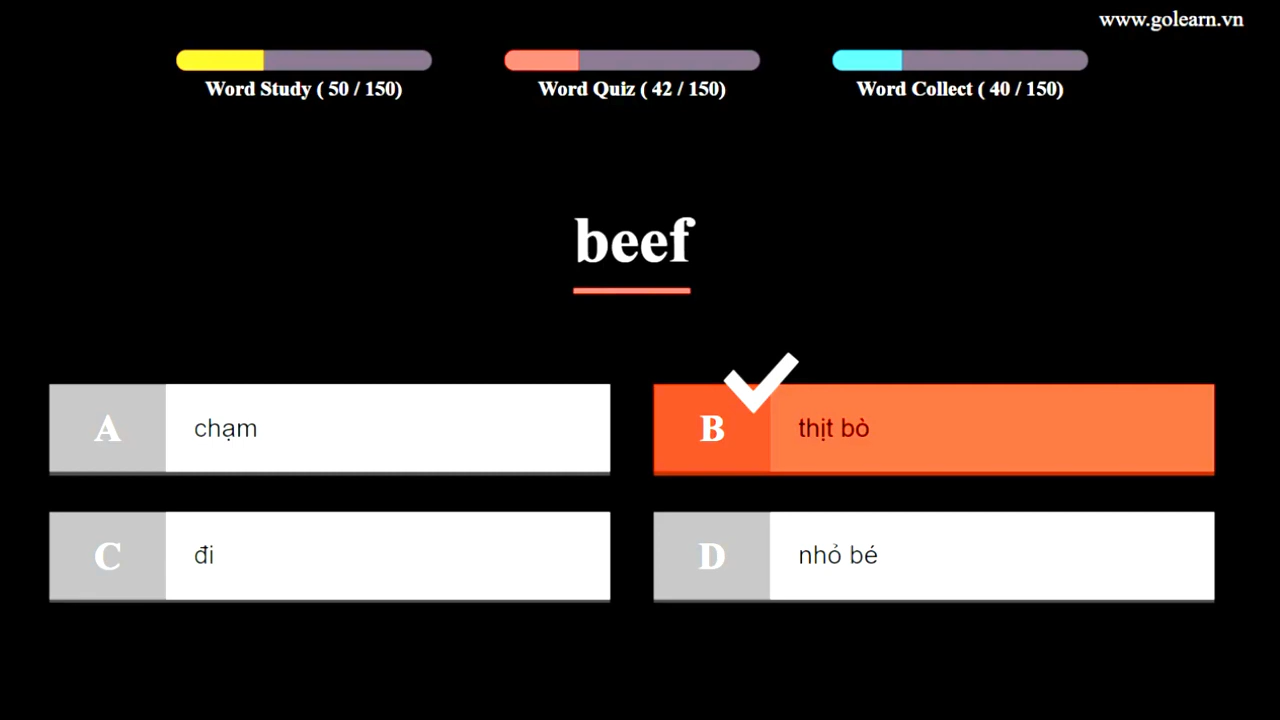 www.golearn.vn
Word Study ( 50 / 150)
Word Quiz ( 42 / 150)
Word Collect ( 40 / 150)
beef
A chạm
B thịt bò
C đi
D nhỏ bé